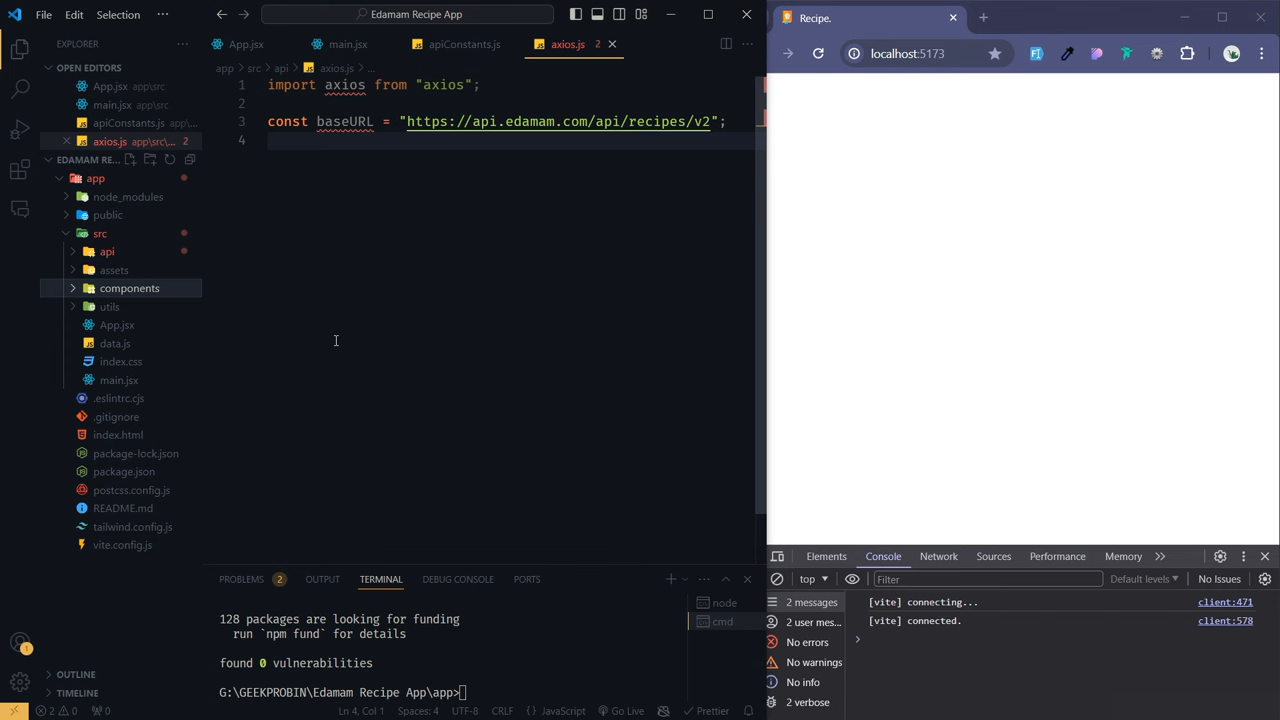 File Edit Selection ···
Edamam Recipe App
EXPLORER
OPEN EDITORS
App.jsx app\src
main.jsx app\src
apiConstants.js app\...
axios.js app\src\... 2
EDAMAM RE...
app
node_modules
public
src
api
assets
components
utils
App.jsx
data.js
index.css
main.jsx
.eslintrc.cjs
.gitignore
index.html
package-lock.json
package.json
postcss.config.js
README.md
tailwind.config.js
vite.config.js
OUTLINE
TIMELINE
App.jsx main.jsx apiConstants.js axios.js 2
app > src > api > axios.js > ...
1 import axios from "axios";
2
3 const baseURL = "https://api.edamam.com/api/recipes/v2";
4
PROBLEMS 2 OUTPUT TERMINAL DEBUG CONSOLE PORTS
128 packages are looking for funding
run `npm fund` for details
found 0 vulnerabilities
G:\GEEKPROBIN\Edamam Recipe App\app>
node
cmd
2 0 0 Ln 4, Col 1 Spaces: 4 UTF-8 CRLF JavaScript Go Live Prettier
Recipe.
localhost:5173
Elements Console Network Sources Performance Memory
top Filter Default levels No Issues
2 messages
2 user mes...
No errors
No warnings
No info
2 verbose
[vite] connecting... client:471
[vite] connected. client:578